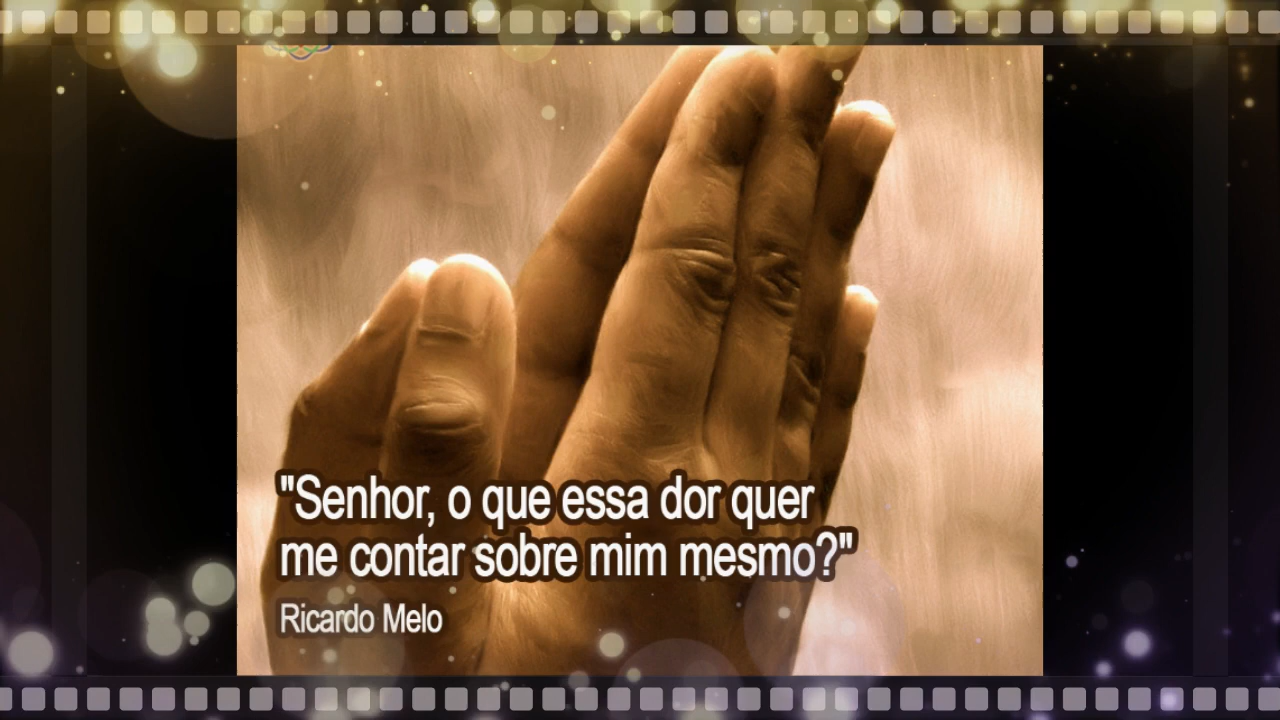 "Senhor, o que essa dor quer
me contar sobre mim mesmo?"
Ricardo Melo